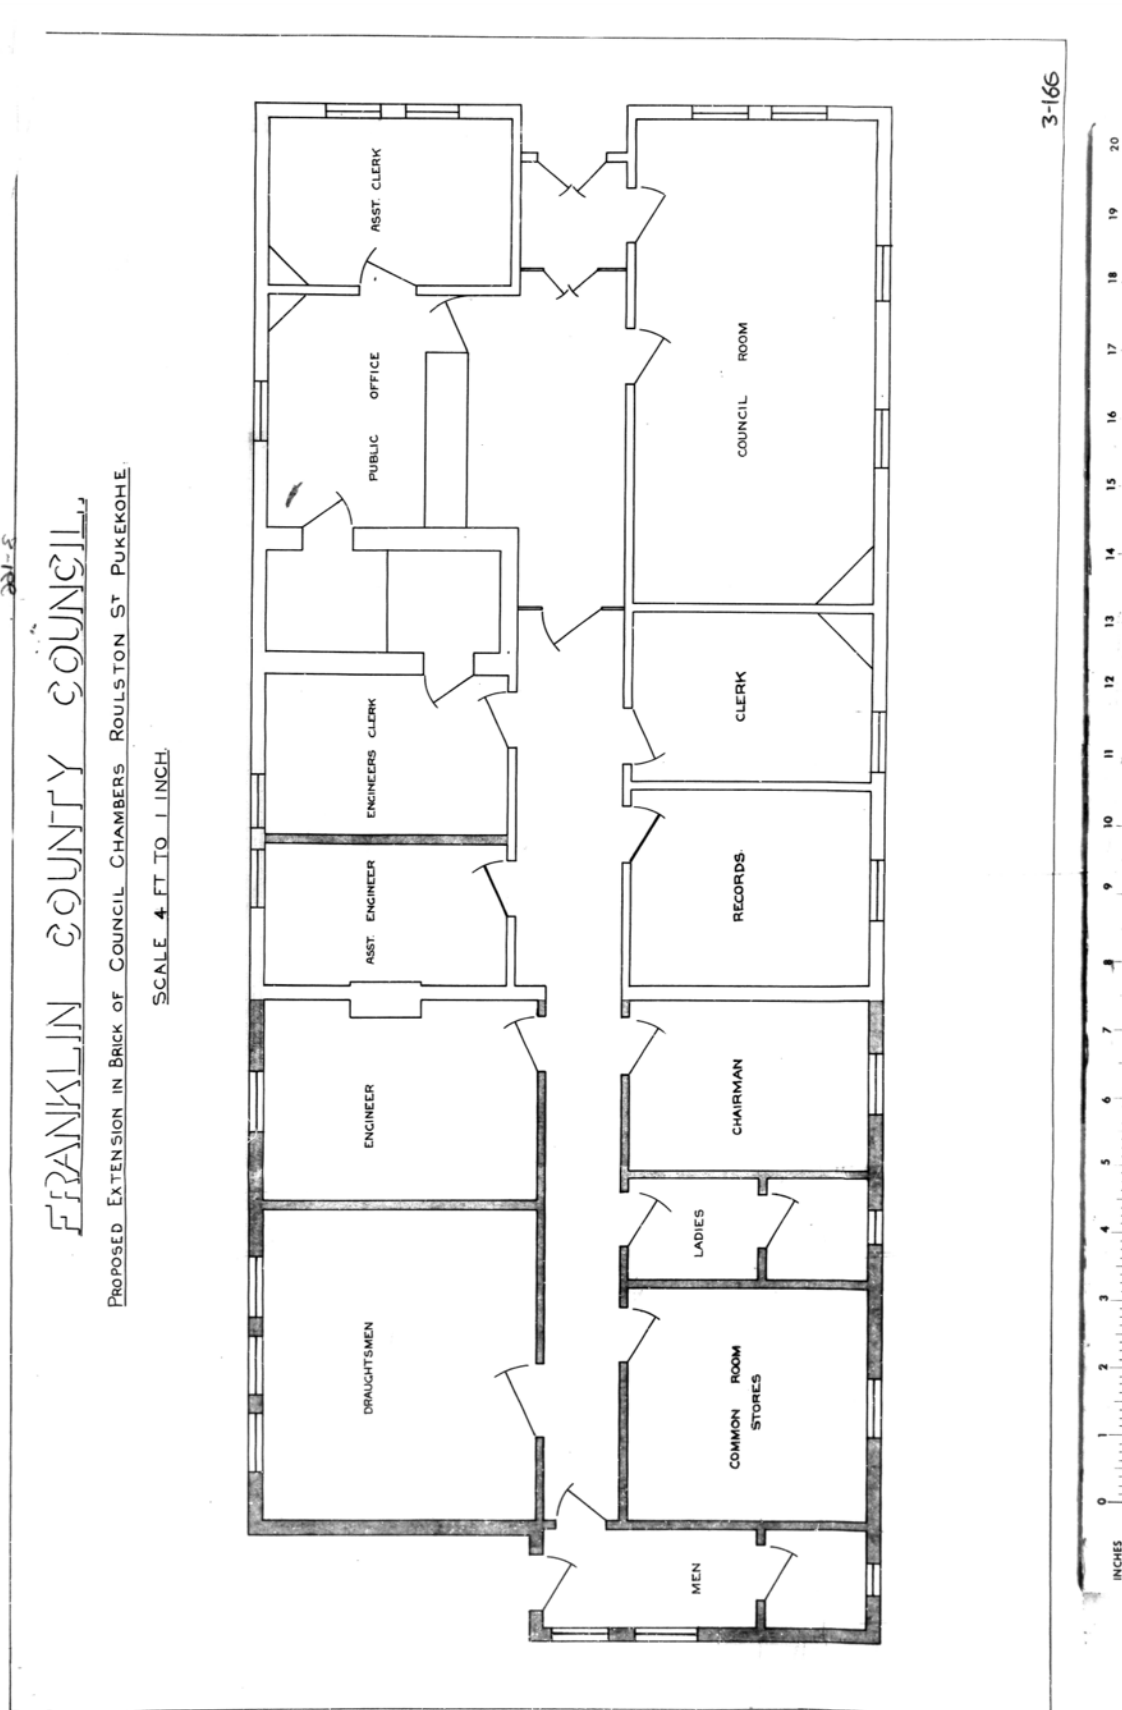 FRANKLIN COUNTY COUNCIL.
PROPOSED EXTENSION IN BRICK OF COUNCIL CHAMBERS ROULSTON ST PUKEKOHE.
SCALE 4 FT TO 1 INCH.
3-166
ASST. CLERK
PUBLIC OFFICE
ENGINEERS CLERK
ASST. ENGINEER
ENGINEER
DRAUGHTSMEN
COUNCIL ROOM
CLERK
RECORDS.
CHAIRMAN
LADIES
COMMON ROOM
STORES
MEN
INCHES 0 1 2 3 4 5 6 7 8 9 10 11 12 13 14 15 16 17 18 19 20